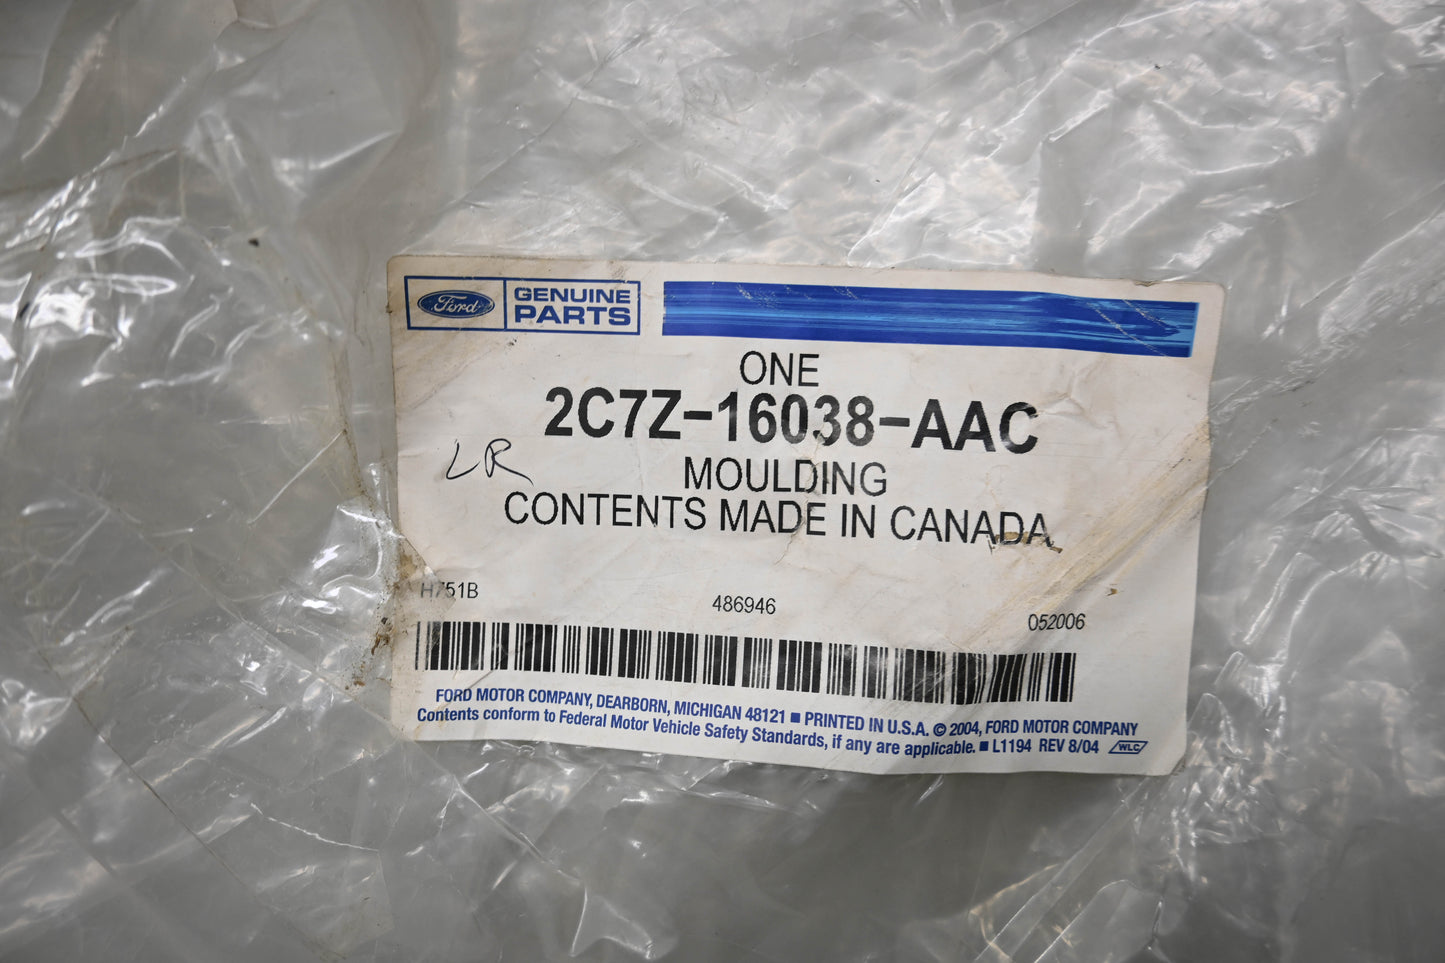 Ford GENUINE
PARTS
ONE
2C7Z-16038-AAC
LR
MOULDING
CONTENTS MADE IN CANADA
H751B 486946 052006
FORD MOTOR COMPANY, DEARBORN, MICHIGAN 48121 ■ PRINTED IN U.S.A. © 2004, FORD MOTOR COMPANY
Contents conform to Federal Motor Vehicle Safety Standards, if any are applicable. ■ L1194 REV 8/04 WLC